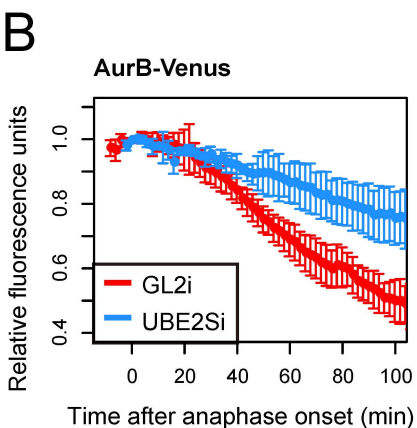 B
AurB-Venus
Relative fluorescence units
1.0
0.8
0.6
0.4
GL2i
UBE2Si
0 20 40 60 80 100
Time after anaphase onset (min)